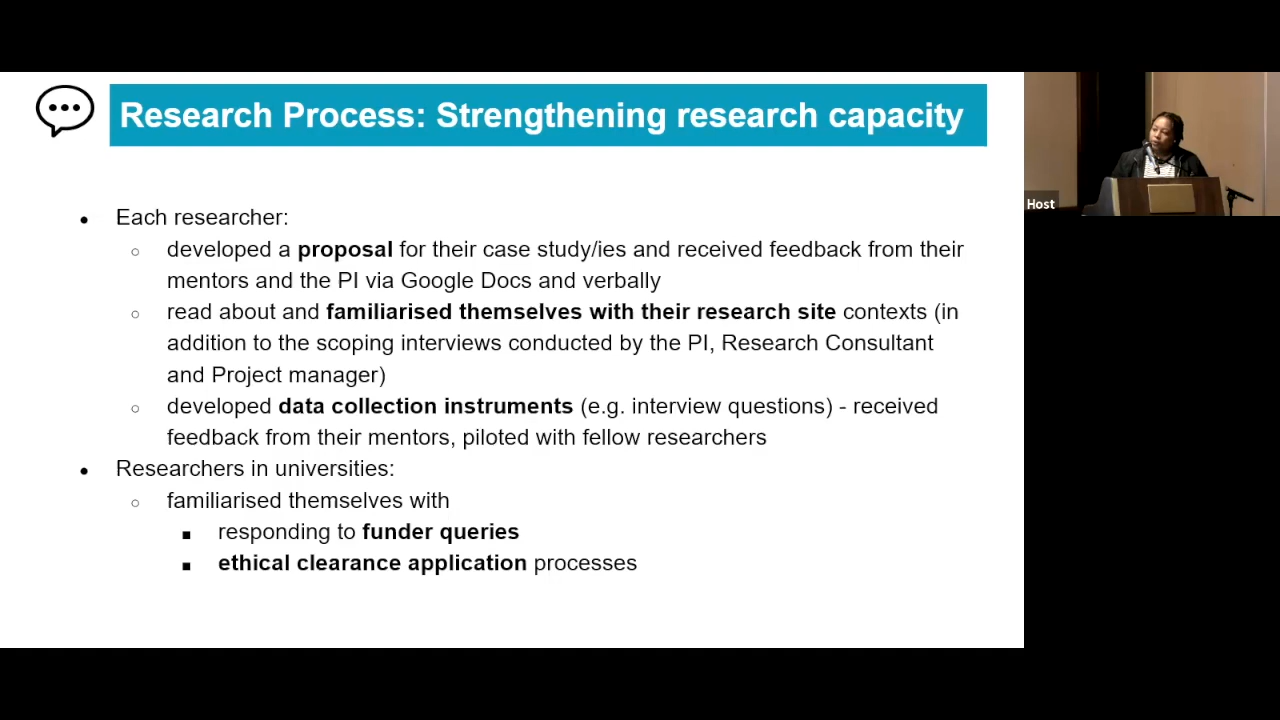 Research Process: Strengthening research capacity
● Each researcher:
○ developed a proposal for their case study/ies and received feedback from their
mentors and the PI via Google Docs and verbally
○ read about and familiarised themselves with their research site contexts (in
addition to the scoping interviews conducted by the PI, Research Consultant
and Project manager)
○ developed data collection instruments (e.g. interview questions) - received
feedback from their mentors, piloted with fellow researchers
● Researchers in universities:
○ familiarised themselves with
■ responding to funder queries
■ ethical clearance application processes
Host